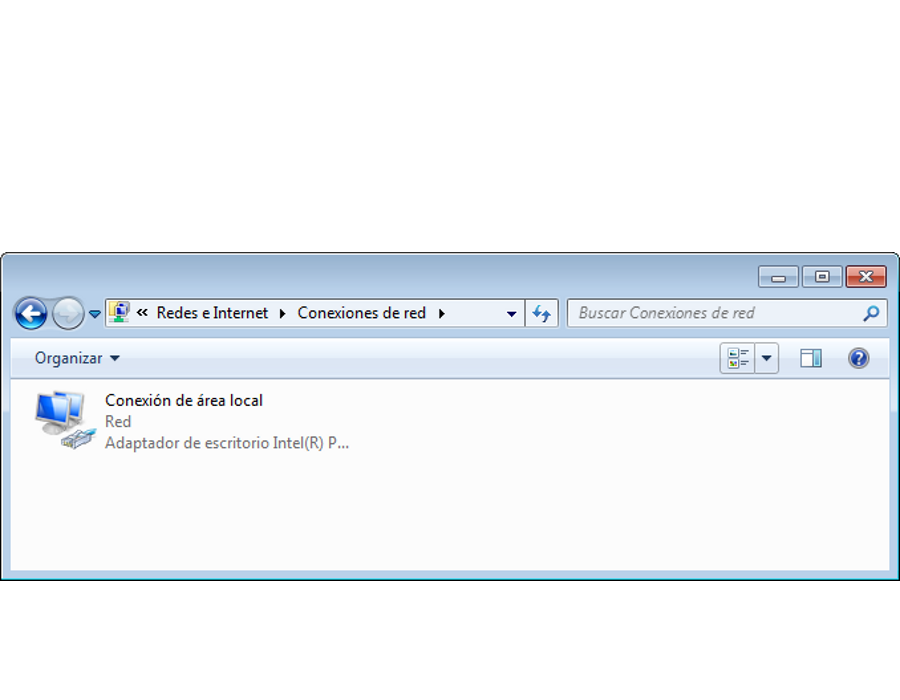 « Redes e Internet Conexiones de red
Buscar Conexiones de red
Organizar
Conexión de área local
Red
Adaptador de escritorio Intel(R) P...